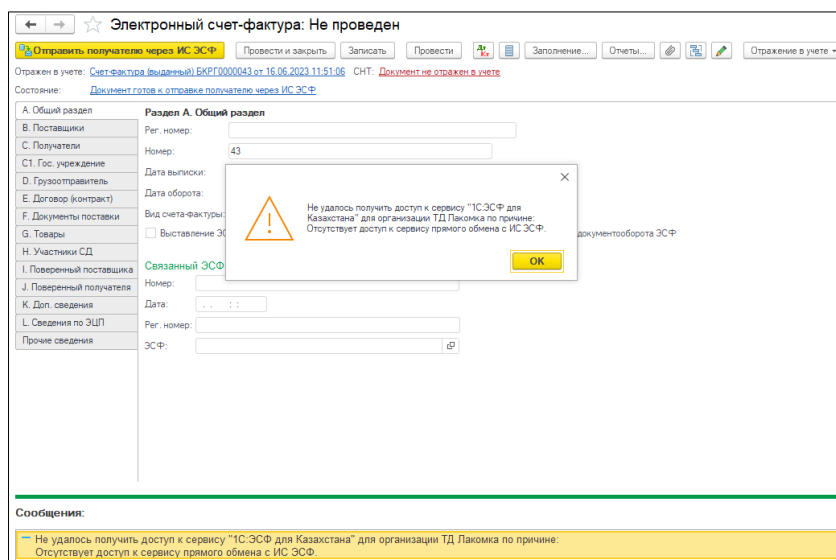 Электронный счет-фактура: Не проведен
Отправить получателю через ИС ЭСФ Провести и закрыть Записать Провести Дт Кт Заполнение... Отчеты... Отражение в учете
Отражен в учете: Счет-фактура (выданный) БКРГ0000043 от 16.06.2023 11:51:06 СНТ: Документ не отражен в учете
Состояние: Документ готов к отправке получателю через ИС ЭСФ
А. Общий раздел
B. Поставщики
C. Получатели
C1. Гос. учреждение
D. Грузоотправитель
E. Договор (контракт)
F. Документы поставки
G. Товары
H. Участники СД
I. Поверенный поставщика
J. Поверенный получателя
K. Доп. сведения
L. Сведения по ЭЦП
Прочие сведения
Раздел А. Общий раздел
Рег. номер:
Номер: 43
Дата выписки:
Дата оборота:
Вид счета-фактуры:
Выставление ЭС
документооборота ЭСФ
Не удалось получить доступ к сервису "1С:ЭСФ для
Казахстана" для организации ТД Лакомка по причине:
Отсутствует доступ к сервису прямого обмена с ИС ЭСФ.
OK
Связанный ЭСФ
Номер:
Дата: . . : :
Рег. номер:
ЭСФ:
Сообщения:
Не удалось получить доступ к сервису "1С:ЭСФ для Казахстана" для организации ТД Лакомка по причине:
Отсутствует доступ к сервису прямого обмена с ИС ЭСФ.